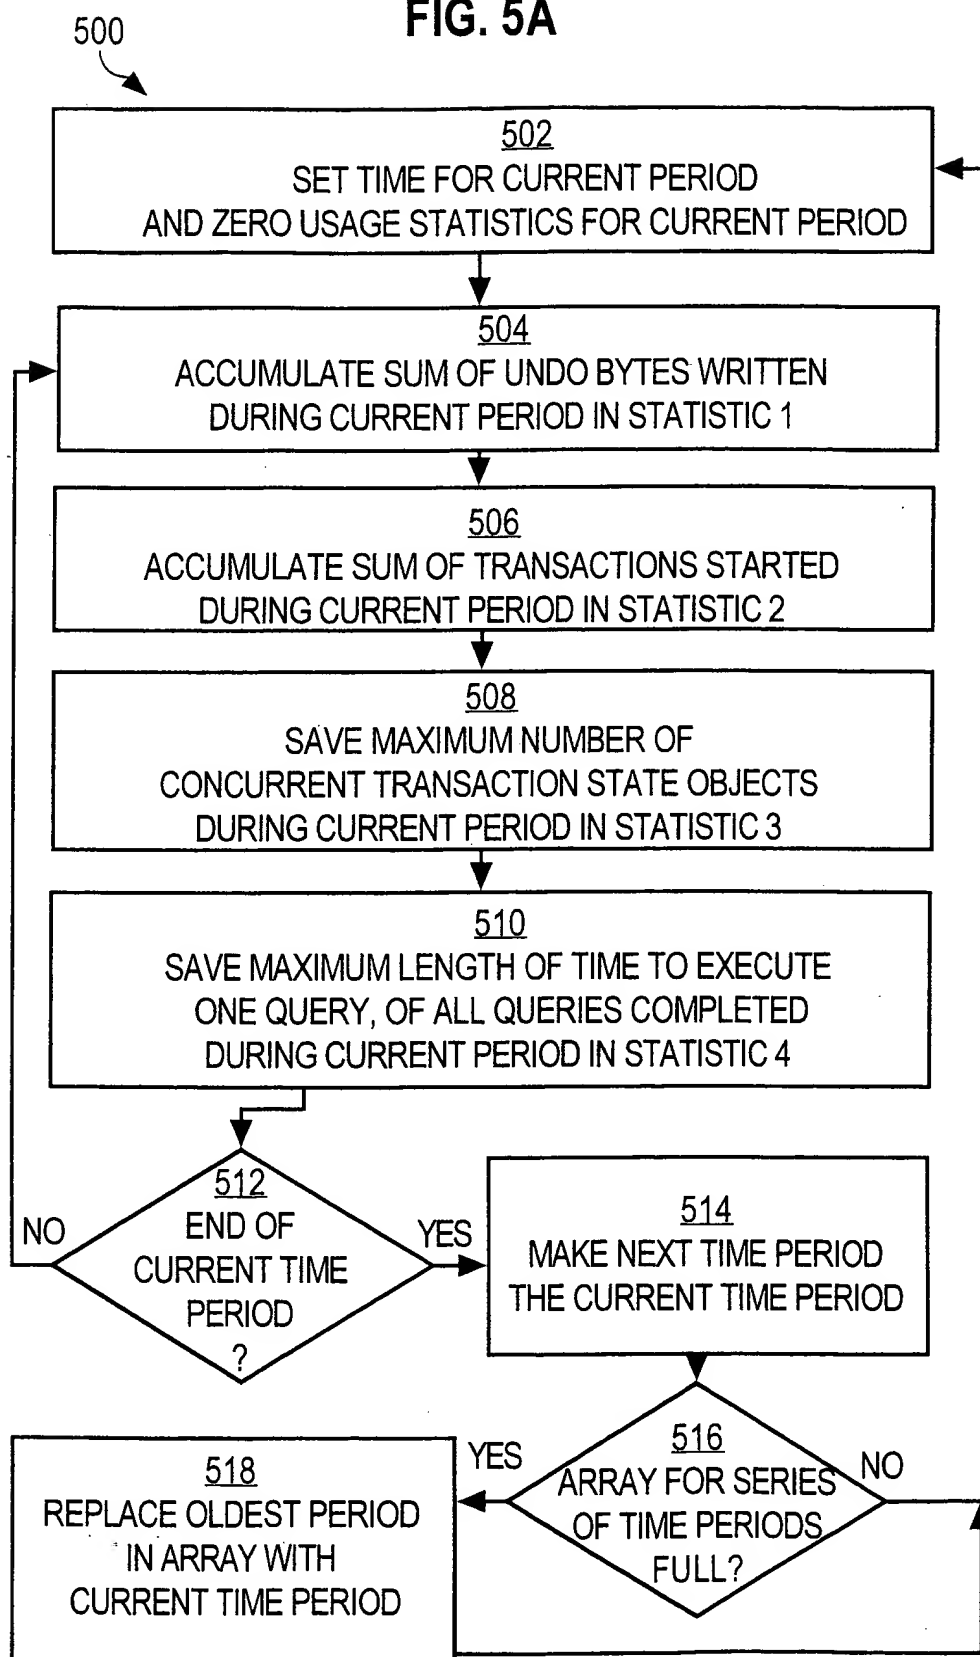 FIG. 5A
500
502
SET TIME FOR CURRENT PERIOD
AND ZERO USAGE STATISTICS FOR CURRENT PERIOD
504
ACCUMULATE SUM OF UNDO BYTES WRITTEN
DURING CURRENT PERIOD IN STATISTIC 1
506
ACCUMULATE SUM OF TRANSACTIONS STARTED
DURING CURRENT PERIOD IN STATISTIC 2
508
SAVE MAXIMUM NUMBER OF
CONCURRENT TRANSACTION STATE OBJECTS
DURING CURRENT PERIOD IN STATISTIC 3
510
SAVE MAXIMUM LENGTH OF TIME TO EXECUTE
ONE QUERY, OF ALL QUERIES COMPLETED
DURING CURRENT PERIOD IN STATISTIC 4
512
END OF
CURRENT TIME
PERIOD
?
NO
YES
514
MAKE NEXT TIME PERIOD
THE CURRENT TIME PERIOD
516
ARRAY FOR SERIES
OF TIME PERIODS
FULL?
YES
NO
518
REPLACE OLDEST PERIOD
IN ARRAY WITH
CURRENT TIME PERIOD